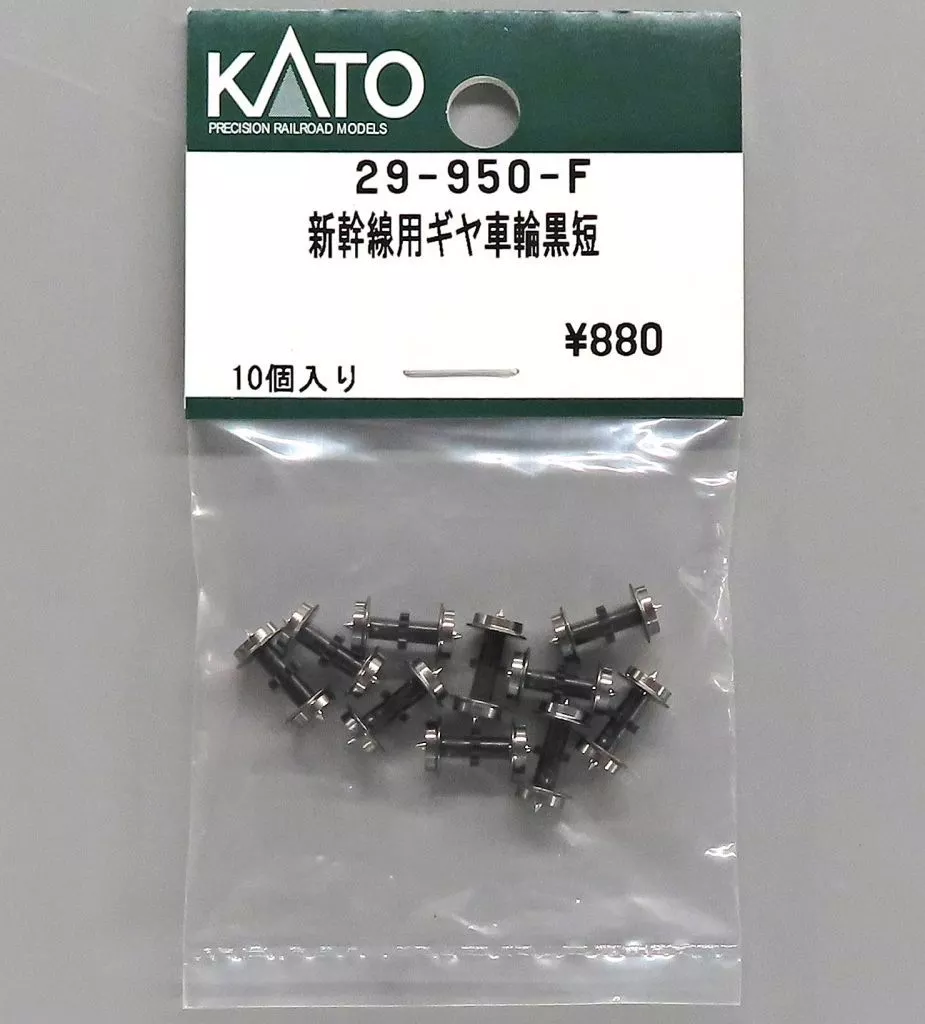 KATO
PRECISION RAILROAD MODELS
29-950-F
新幹線用ギヤ車輪黒短
¥880
10個入り